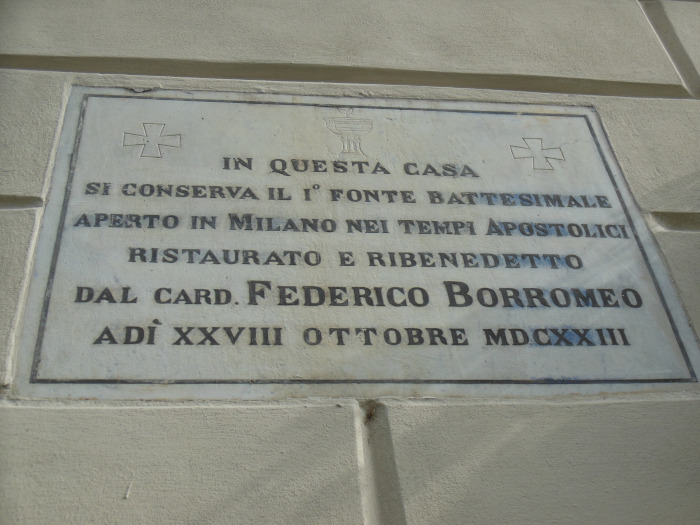 IN QUESTA CASA
SI CONSERVA IL I° FONTE BATTESIMALE
APERTO IN MILANO NEI TEMPI APOSTOLICI
RISTAURATO E RIBENEDETTO
DAL CARD. FEDERICO BORROMEO
ADÌ XXVIII OTTOBRE MDCXXIII